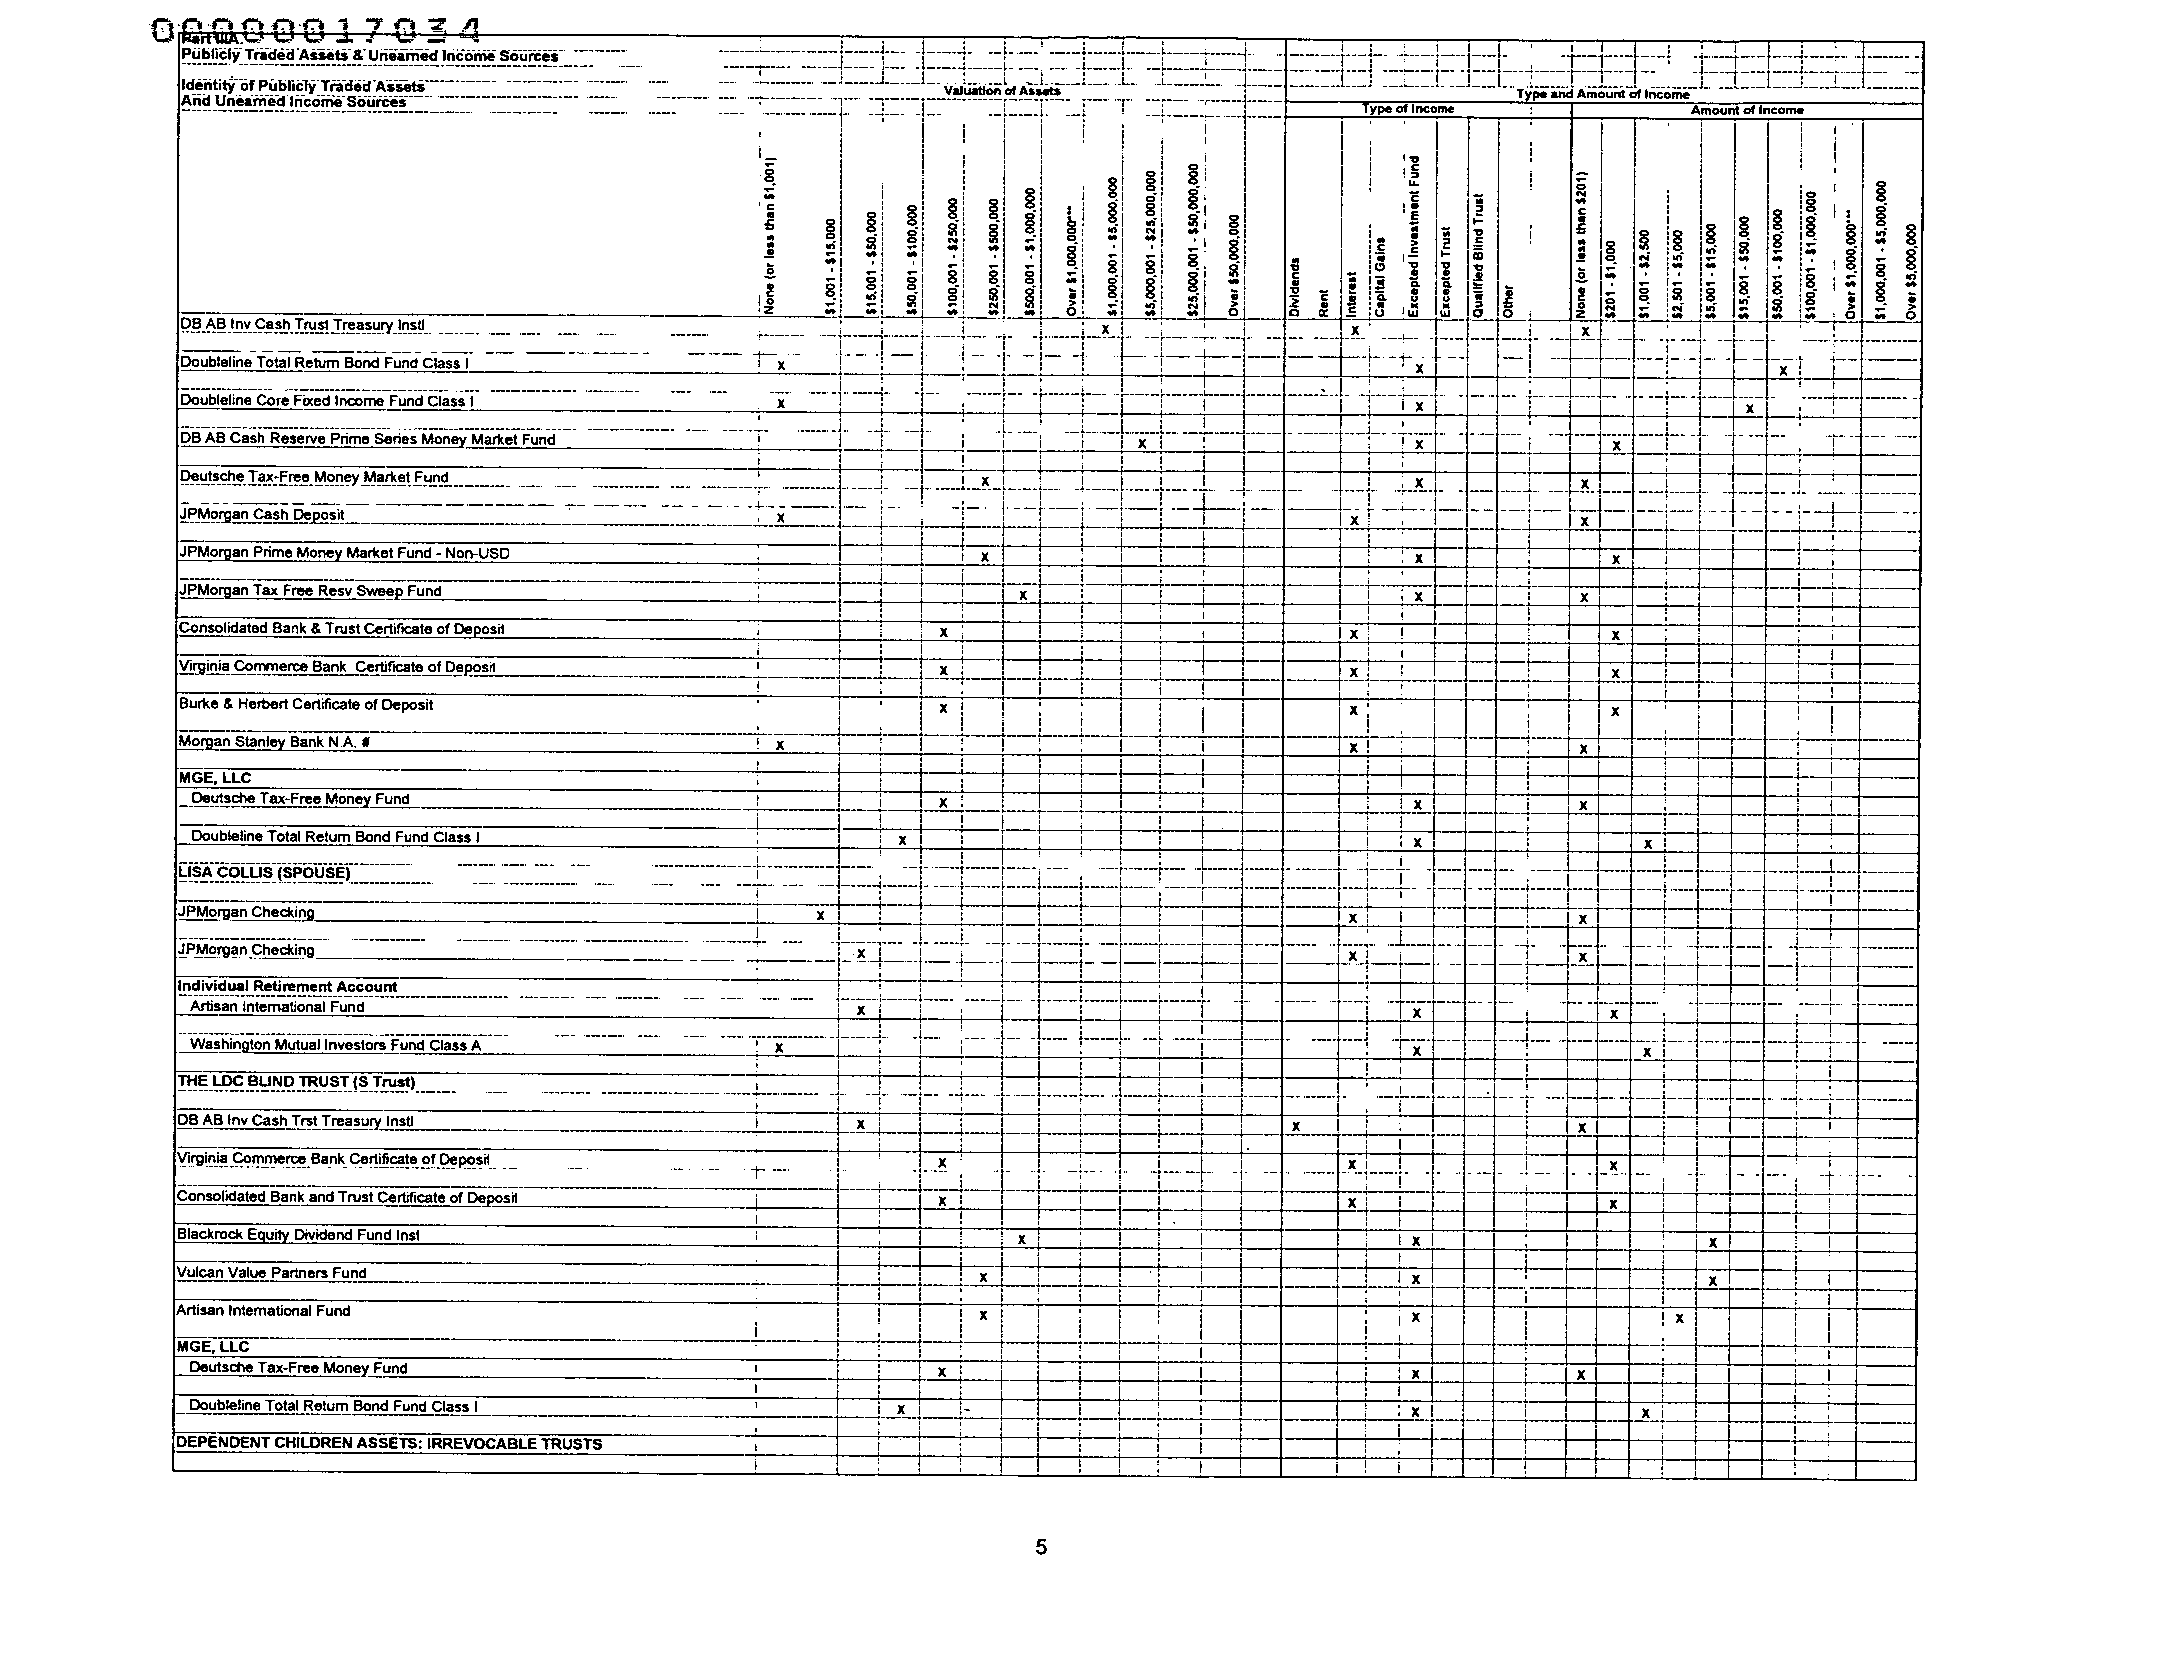 00000017034
Part IIIA.
Publicly Traded Assets & Unearned Income Sources
Identity of Publicly Traded Assets
And Unearned Income Sources
Valuation of Assets
Type and Amount of Income
Type of Income
Amount of Income
None (or less than $1,001)
$1,001 - $15,000
$15,001 - $50,000
$50,001 - $100,000
$100,001 - $250,000
$250,001 - $500,000
$500,001 - $1,000,000
Over $1,000,000***
$1,000,001 - $5,000,000
$5,000,001 - $25,000,000
$25,000,001 - $50,000,000
Over $50,000,000
Dividends
Rent
Interest
Capital Gains
Excepted Investment Fund
Excepted Trust
Qualified Blind Trust
Other
None (or less than $201)
$201 - $1,000
$1,001 - $2,500
$2,501 - $5,000
$5,001 - $15,000
$15,001 - $50,000
$50,001 - $100,000
$100,001 - $1,000,000
Over $1,000,000***
$1,000,001 - $5,000,000
Over $5,000,000
DB AB Inv Cash Trust Treasury Instl X X X
Doubleline Total Return Bond Fund Class I X X X
Doubleline Core Fixed Income Fund Class I X X X
DB AB Cash Reserve Prime Series Money Market Fund X X X
Deutsche Tax-Free Money Market Fund X X X
JPMorgan Cash Deposit X X X
JPMorgan Prime Money Market Fund - Non-USD X X X
JPMorgan Tax Free Resv Sweep Fund X X X
Consolidated Bank & Trust Certificate of Deposit X X X
Virginia Commerce Bank Certificate of Deposit X X X
Burke & Herbert Certificate of Deposit X X X
Morgan Stanley Bank N.A. # X X X
MGE, LLC
Deutsche Tax-Free Money Fund X X X
Doubleline Total Return Bond Fund Class I X X X
LISA COLLIS (SPOUSE)
JPMorgan Checking X X X
JPMorgan Checking X X X
Individual Retirement Account
Artisan International Fund X X X
Washington Mutual Investors Fund Class A X X X
THE LDC BLIND TRUST (S Trust)
DB AB Inv Cash Trst Treasury Instl X X X
Virginia Commerce Bank Certificate of Deposit X X X
Consolidated Bank and Trust Certificate of Deposit X X X
Blackrock Equity Dividend Fund Inst X X X
Vulcan Value Partners Fund X X X
Artisan International Fund X X X
MGE, LLC
Deutsche Tax-Free Money Fund X X X
Doubleline Total Return Bond Fund Class I X X X
DEPENDENT CHILDREN ASSETS: IRREVOCABLE TRUSTS
5